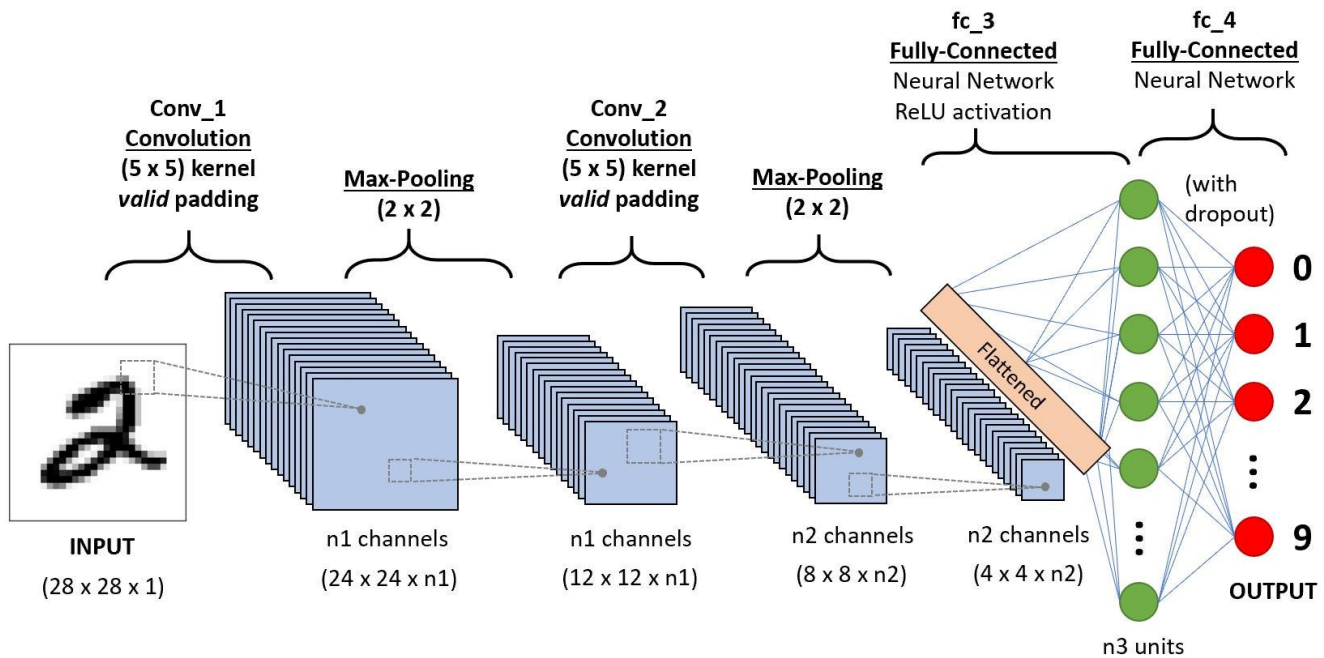 Conv_1
Convolution
(5 x 5) kernel
valid padding
Max-Pooling
(2 x 2)
Conv_2
Convolution
(5 x 5) kernel
valid padding
Max-Pooling
(2 x 2)
fc_3
Fully-Connected
Neural Network
ReLU activation
fc_4
Fully-Connected
Neural Network
(with
dropout)
Flattened
0
1
2
9
INPUT
(28 x 28 x 1)
n1 channels
(24 x 24 x n1)
n1 channels
(12 x 12 x n1)
n2 channels
(8 x 8 x n2)
n2 channels
(4 x 4 x n2)
n3 units
OUTPUT
2